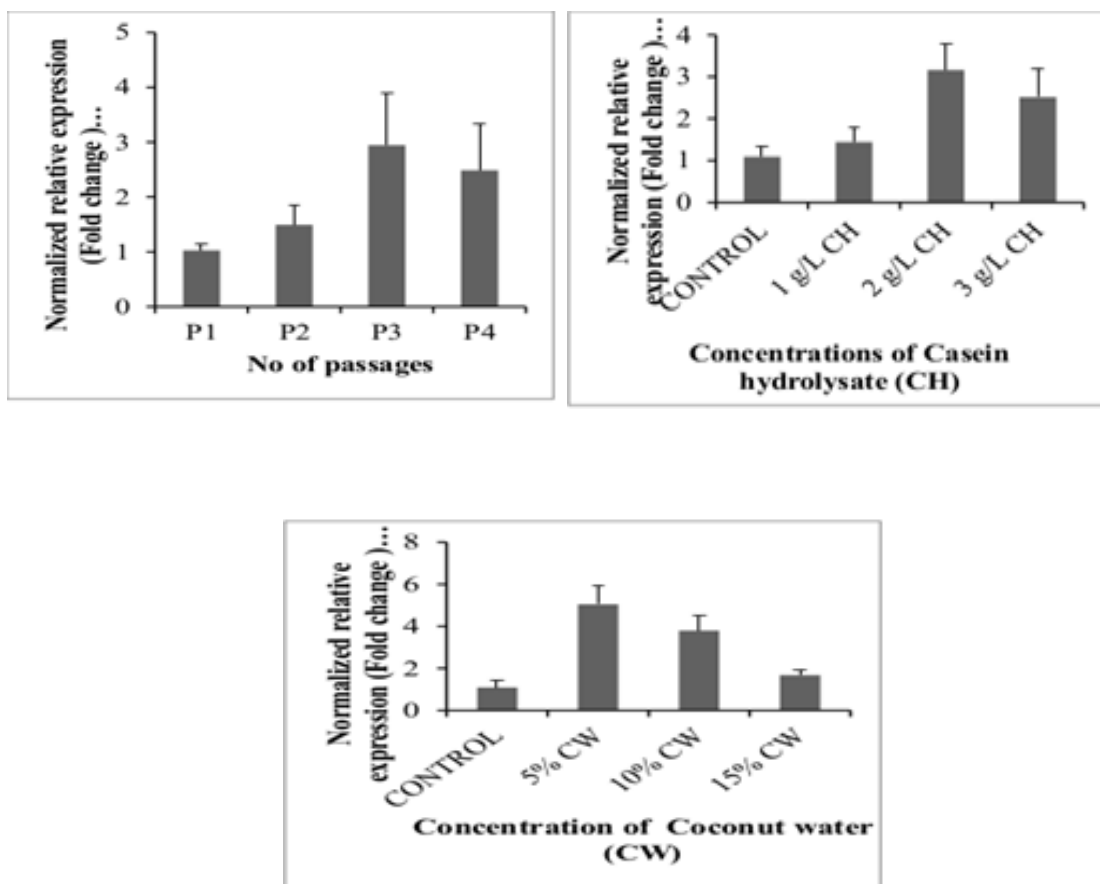 Normalized relative expression
(Fold change )...
5
4
3
2
1
0
P1 P2 P3 P4
No of passages
Normalized relative
expression (Fold change )...
4
3
2
1
0
CONTROL
1 g/L CH
2 g/L CH
3 g/L CH
Concentrations of Casein
hydrolysate (CH)
Normalized relative
expression (Fold change )...
8
6
4
2
0
CONTROL
5% CW
10% CW
15% CW
Concentration of Coconut water
(CW)